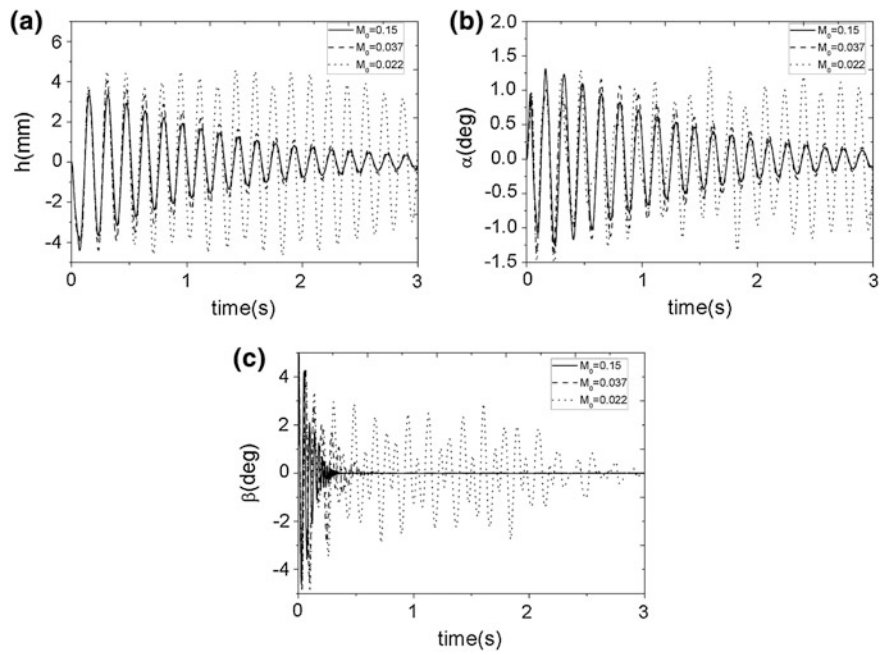 (a)
6
4
2
0
-2
-4
h(mm)
0
1
2
3
time(s)
M₀=0.15
M₀=0.037
M₀=0.022
(b)
2.0
1.5
1.0
0.5
0.0
-0.5
-1.0
-1.5
α(deg)
0
1
2
3
time(s)
M₀=0.15
M₀=0.037
M₀=0.022
(c)
4
2
0
-2
-4
β(deg)
0
1
2
3
time(s)
M₀=0.15
M₀=0.037
M₀=0.022